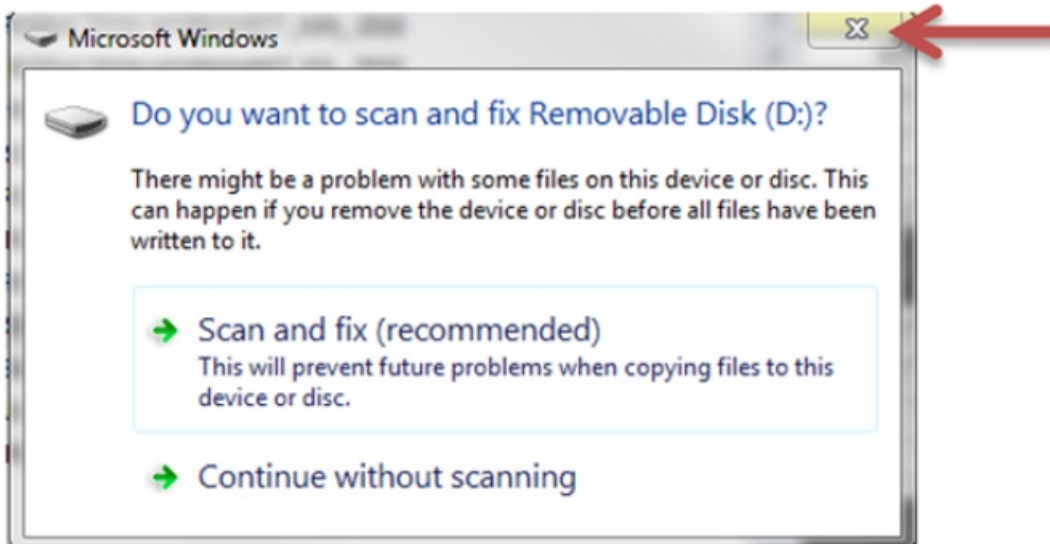 Microsoft Windows
Do you want to scan and fix Removable Disk (D:)?
There might be a problem with some files on this device or disc. This
can happen if you remove the device or disc before all files have been
written to it.
Scan and fix (recommended)
This will prevent future problems when copying files to this
device or disc.
Continue without scanning